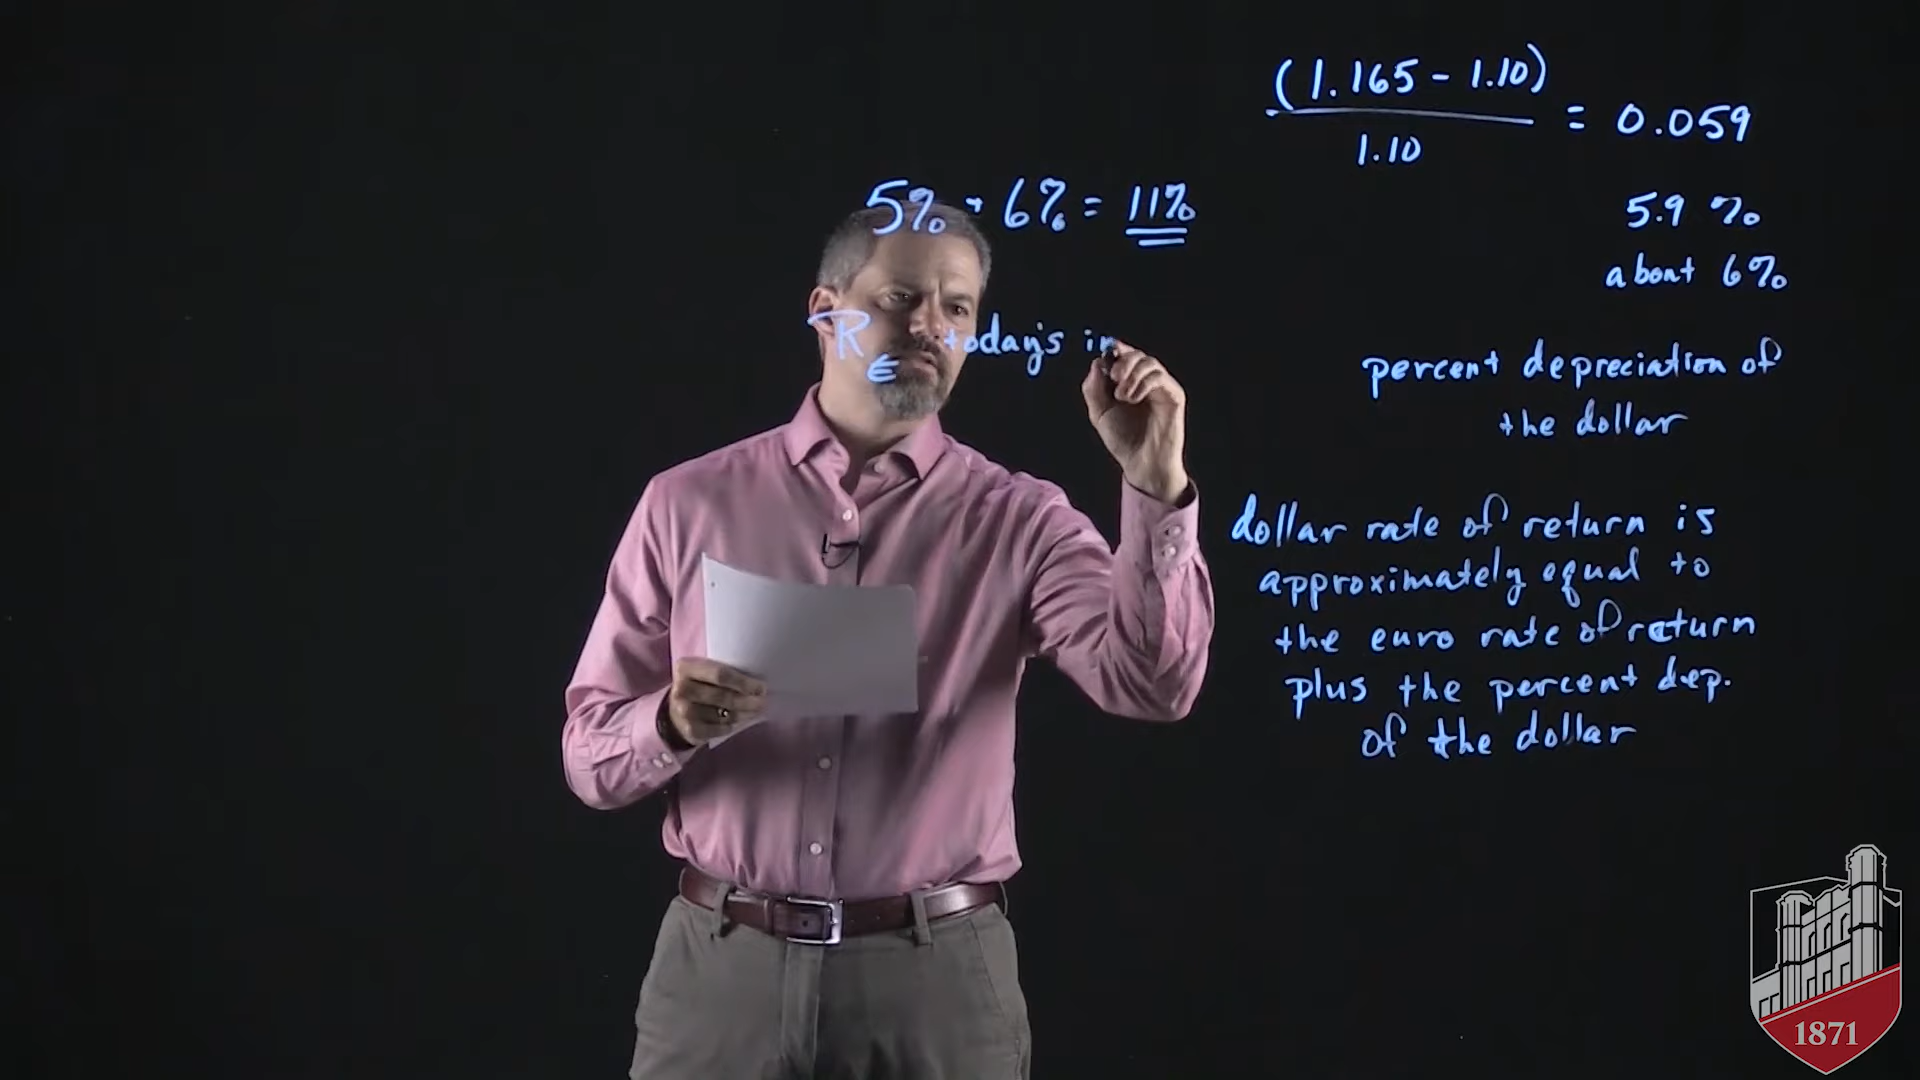 (1.165 - 1.10)
1.10
= 0.059
5.9 %
about 6%
5% + 6% = 11%
R€ today's in
percent depreciation of
the dollar
dollar rate of return is
approximately equal to
the euro rate of return
plus the percent dep.
of the dollar
1871